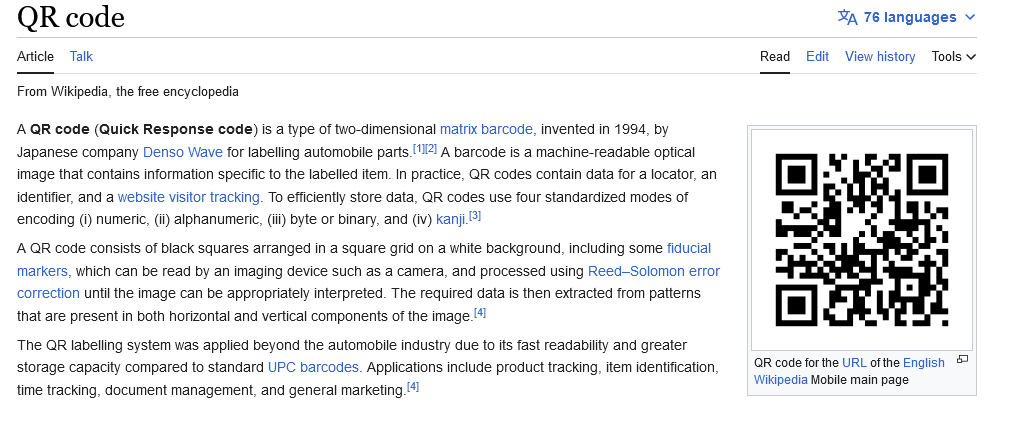 QR code
76 languages
Article Talk
Read Edit View history Tools
From Wikipedia, the free encyclopedia
A QR code (Quick Response code) is a type of two-dimensional matrix barcode, invented in 1994, by
Japanese company Denso Wave for labelling automobile parts.[1][2] A barcode is a machine-readable optical
image that contains information specific to the labelled item. In practice, QR codes contain data for a locator, an
identifier, and a website visitor tracking. To efficiently store data, QR codes use four standardized modes of
encoding (i) numeric, (ii) alphanumeric, (iii) byte or binary, and (iv) kanji.[3]
A QR code consists of black squares arranged in a square grid on a white background, including some fiducial
markers, which can be read by an imaging device such as a camera, and processed using Reed–Solomon error
correction until the image can be appropriately interpreted. The required data is then extracted from patterns
that are present in both horizontal and vertical components of the image.[4]
The QR labelling system was applied beyond the automobile industry due to its fast readability and greater
storage capacity compared to standard UPC barcodes. Applications include product tracking, item identification,
time tracking, document management, and general marketing.[4]
QR code for the URL of the English
Wikipedia Mobile main page